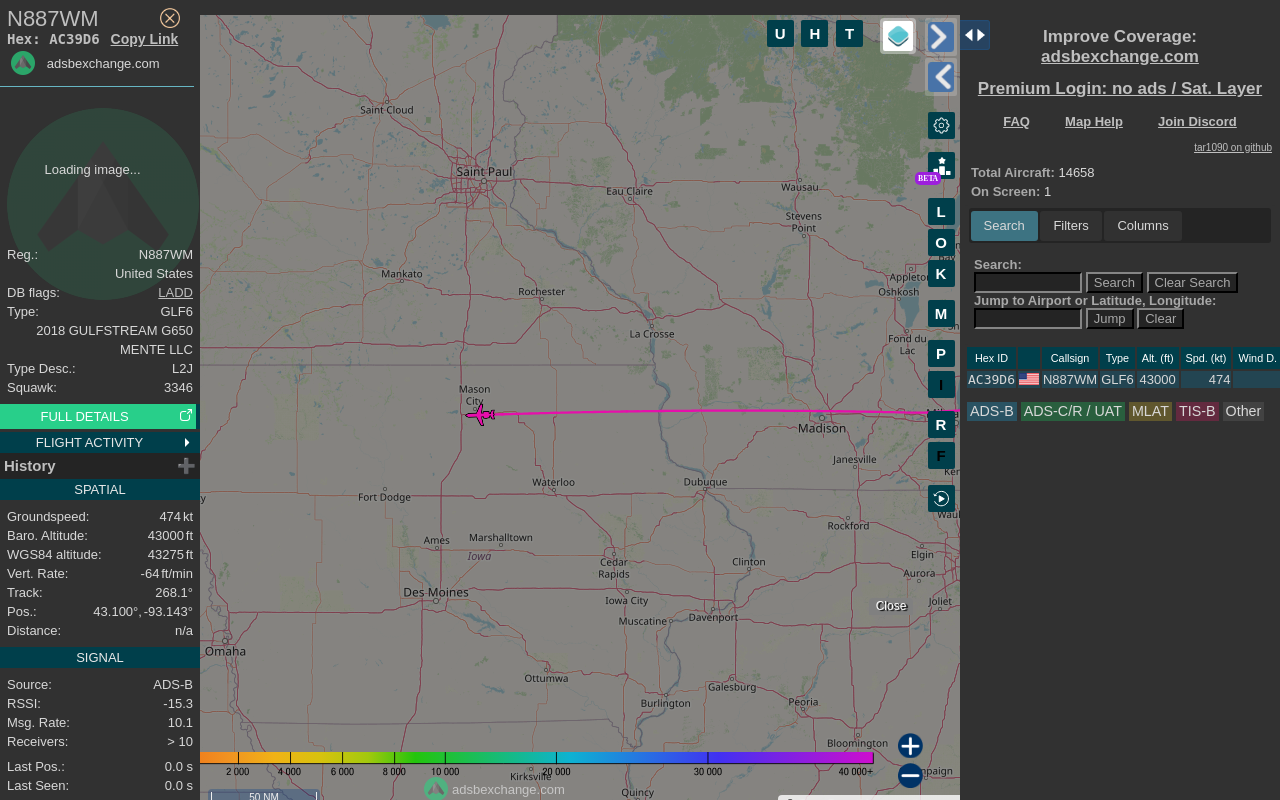 N887WM
Hex: AC39D6 Copy Link
adsbexchange.com
Loading image...
Reg.: N887WM
United States
DB flags: LADD
Type: GLF6
2018 GULFSTREAM G650
MENTE LLC
Type Desc.: L2J
Squawk: 3346
FULL DETAILS
FLIGHT ACTIVITY
History
SPATIAL
Groundspeed: 474 kt
Baro. Altitude: 43000 ft
WGS84 altitude: 43275 ft
Vert. Rate: -64 ft/min
Track: 268.1°
Pos.: 43.100°, -93.143°
Distance: n/a
SIGNAL
Source: ADS-B
RSSI: -15.3
Msg. Rate: 10.1
Receivers: > 10
Last Pos.: 0.0 s
Last Seen: 0.0 s
U H T
BETA
L
O
K
M
P
I
R
F
Saint Cloud
Saint Paul
Eau Claire
Wausau
Stevens
Point
Mankato
Rochester
Appleton
Oshkosh
La Crosse
Fond du
Lac
Mason
City
Madison
Janesville
Waterloo
Dubuque
Fort Dodge
Rockford
Ames
Marshalltown
Iowa
Cedar
Rapids
Clinton
Elgin
Aurora
Des Moines
Iowa City
Close
Joliet
Muscatine
Davenport
Omaha
Ottumwa
Galesburg
Burlington
Peoria
Bloomington
2 000 4 000 6 000 8 000 10 000 20 000 30 000 40 000+
Kirksville
adsbexchange.com
Quincy
50 NM
Improve Coverage:
adsbexchange.com
Premium Login: no ads / Sat. Layer
FAQ Map Help Join Discord
tar1090 on github
Total Aircraft: 14658
On Screen: 1
Search Filters Columns
Search:
Search Clear Search
Jump to Airport or Latitude, Longitude:
Jump Clear
Hex ID Callsign Type Alt. (ft) Spd. (kt) Wind D.
AC39D6 N887WM GLF6 43000 474
ADS-B ADS-C/R / UAT MLAT TIS-B Other